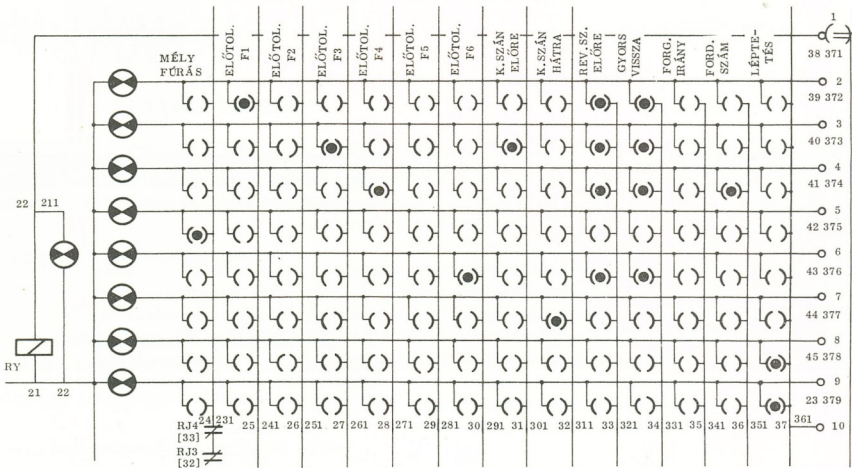 MÉLY
FÚRÁS
ELŐTOL.
F1
ELŐTOL.
F2
ELŐTOL.
F3
ELŐTOL.
F4
ELŐTOL.
F5
ELŐTOL.
F6
K.SZÁN
ELŐRE
K.SZÁN
HÁTRA
REV.SZ.
ELŐRE
GYORS
VISSZA
FORG.
IRÁNY
FORD.
SZÁM
LÉPTE-
TÉS
1
38 371
2
39 372
3
40 373
4
41 374
22 211
5
42 375
6
43 376
7
44 377
8
45 378
RY
9
21 22
23 379
24 231 25 241 26 251 27 261 28 271 29 281 30 291 31 301 32 311 33 321 34 331 35 341 36 351 37 361 10
RJ4
[33]
RJ3
[32]